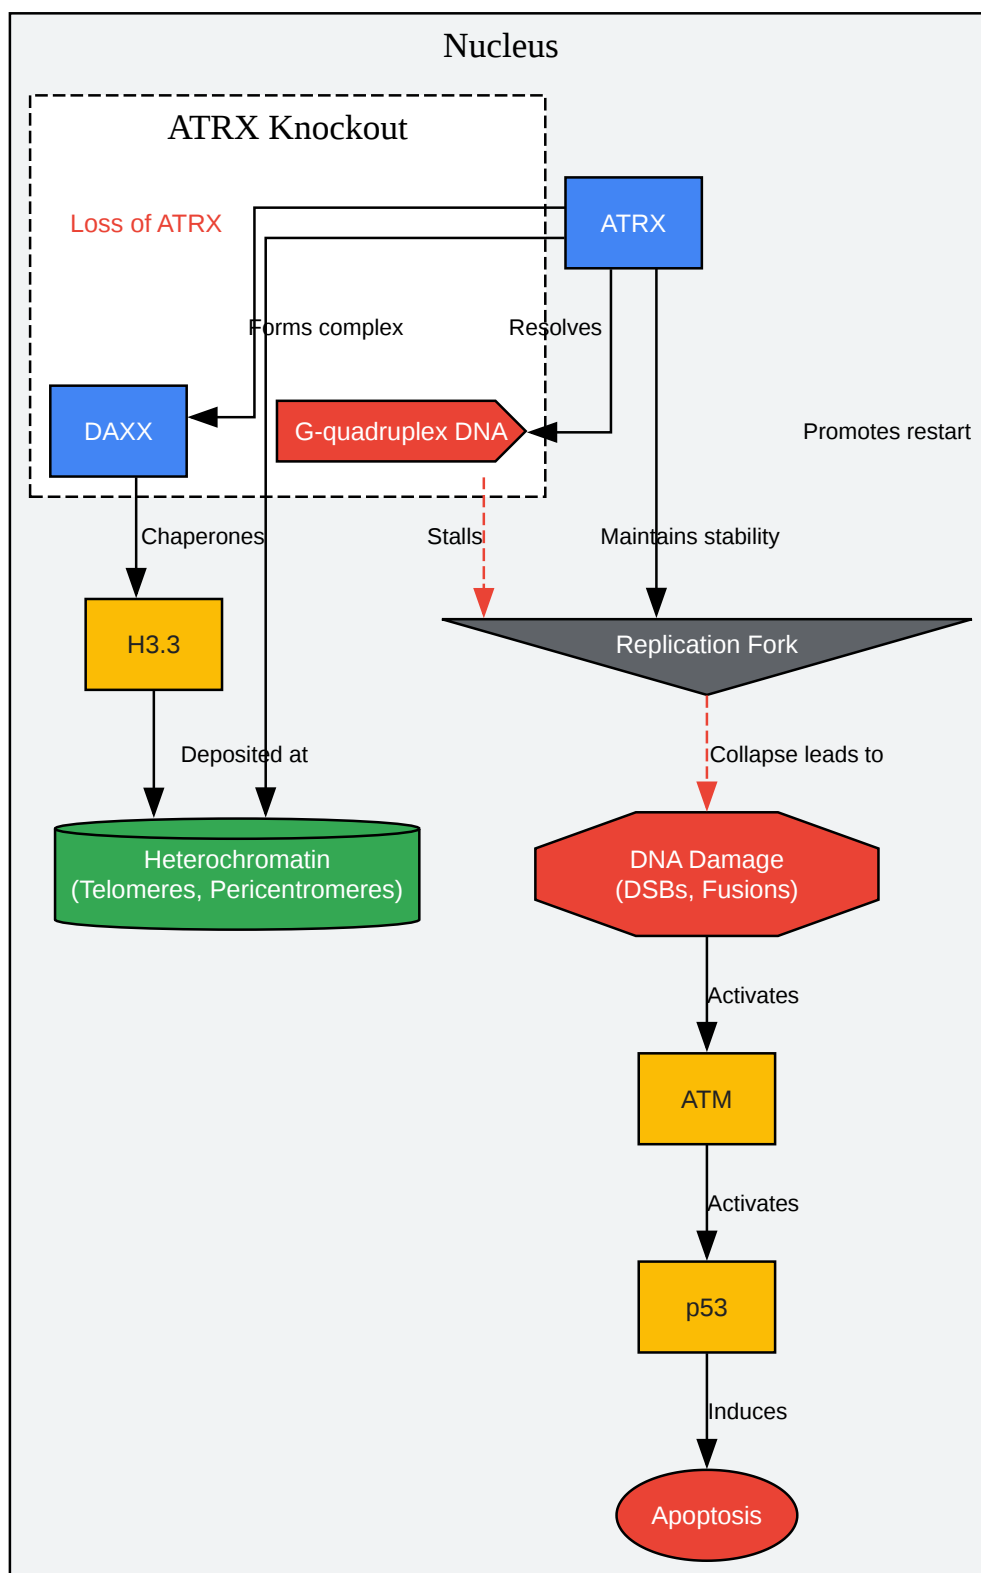 Nucleus
ATRX Knockout
Loss of ATRX
ATRX
Forms complex
Resolves
DAXX
G-quadruplex DNA
Promotes restart
Chaperones
Stalls
Maintains stability
H3.3
Replication Fork
Deposited at
Collapse leads to
Heterochromatin
(Telomeres, Pericentromeres)
DNA Damage
(DSBs, Fusions)
Activates
ATM
Activates
p53
Induces
Apoptosis